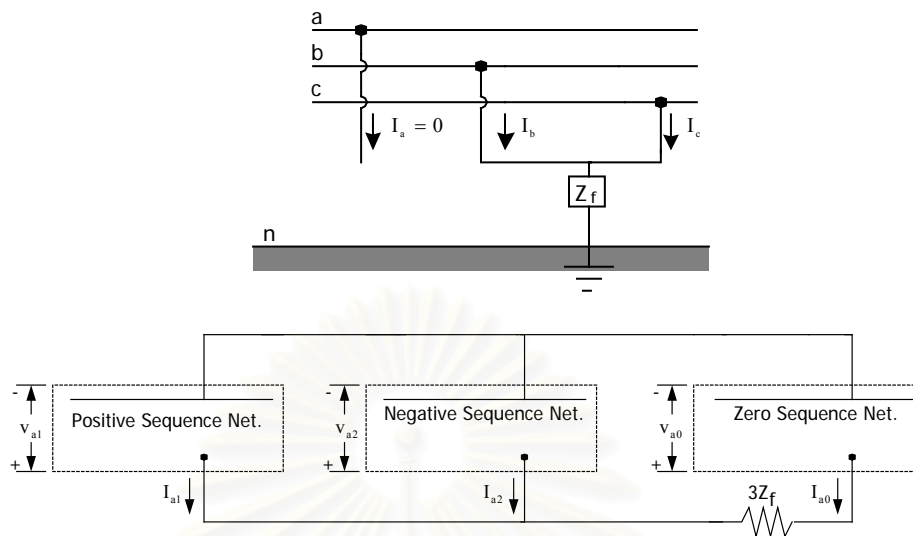 a
b
c
I_a = 0
I_b
I_c
Z_f
n
- - -
Positive Sequence Net. Negative Sequence Net. Zero Sequence Net.
v_a1 v_a2 v_a0
+ + +
I_a1 I_a2 3Z_f I_a0